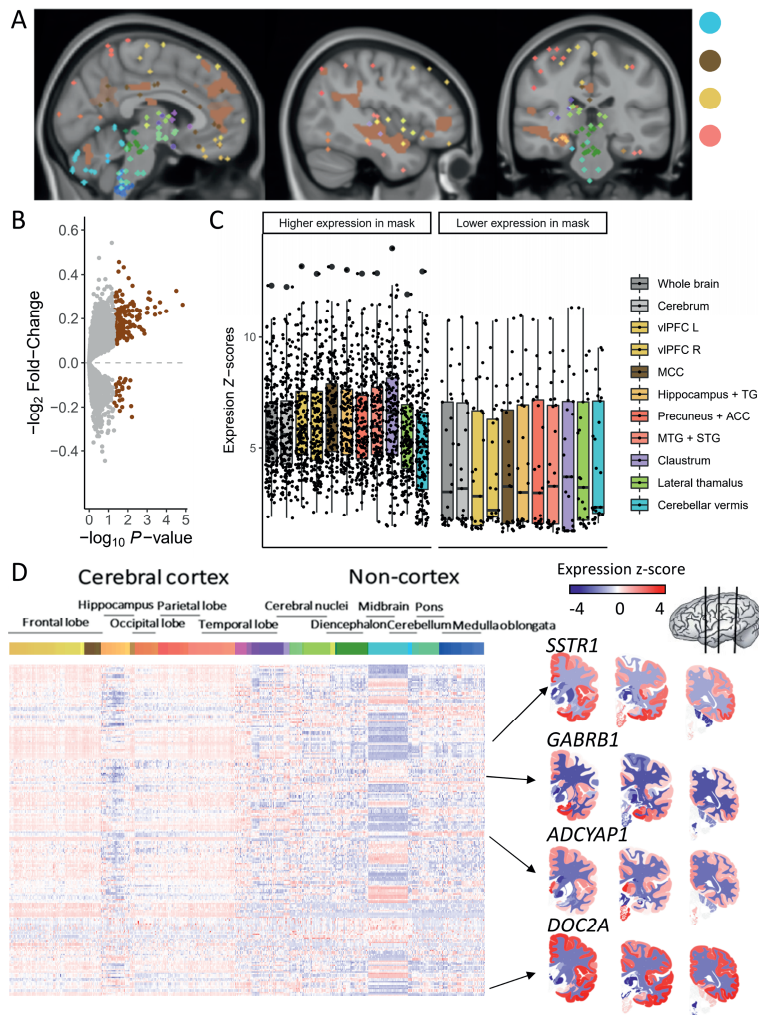 A
B
C
Higher expression in mask
Lower expression in mask
−log2 Fold−Change
0.6
0.4
0.2
0.0
−0.2
−0.4
0 1 2 3 4 5
−log10 P−value
Expresion Z−scores
10
5
Whole brain
Cerebrum
vlPFC L
vlPFC R
MCC
Hippocampus + TG
Precuneus + ACC
MTG + STG
Claustrum
Lateral thalamus
Cerebellar vermis
D
Cerebral cortex
Non-cortex
Hippocampus Parietal lobe
Cerebral nuclei Midbrain Pons
Frontal lobe Occipital lobe Temporal lobe
Diencephalon Cerebellum Medulla oblongata
Expression z-score
-4 0 4
SSTR1
GABRB1
ADCYAP1
DOC2A